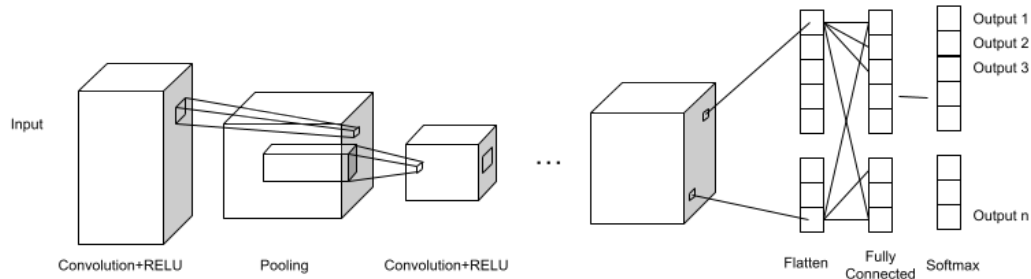 Input
Convolution+RELU
Pooling
Convolution+RELU
...
Flatten
Fully
Connected
Softmax
Output 1
Output 2
Output 3
Output n